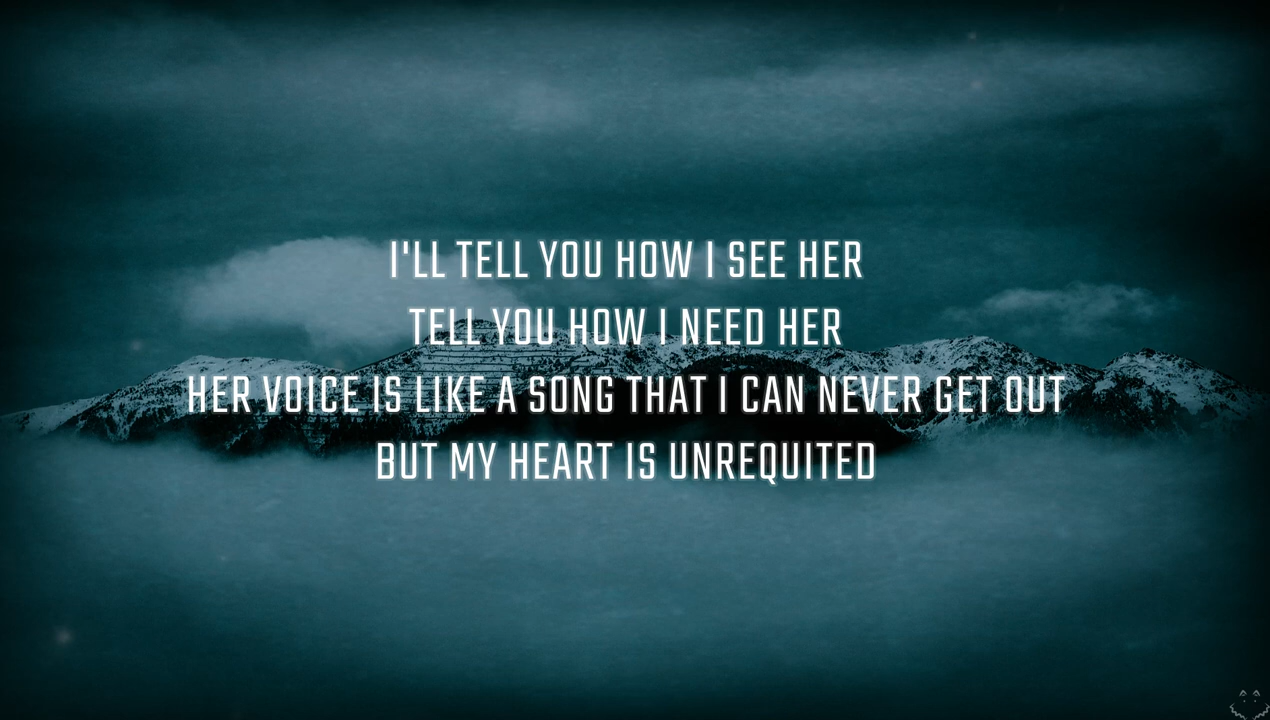 I'LL TELL YOU HOW I SEE HER
TELL YOU HOW I NEED HER
HER VOICE IS LIKE A SONG THAT I CAN NEVER GET OUT
BUT MY HEART IS UNREQUITED